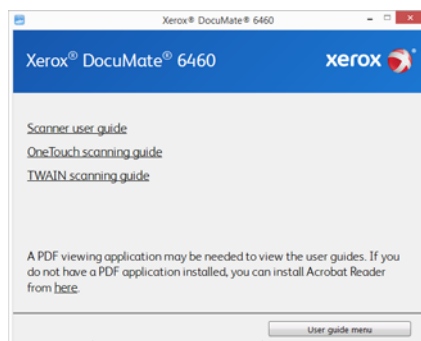 Xerox® DocuMate® 6460
Xerox® DocuMate® 6460
xerox
Scanner user guide
OneTouch scanning guide
TWAIN scanning guide
A PDF viewing application may be needed to view the user guides. If you
do not have a PDF application installed, you can install Acrobat Reader
from here.
User guide menu